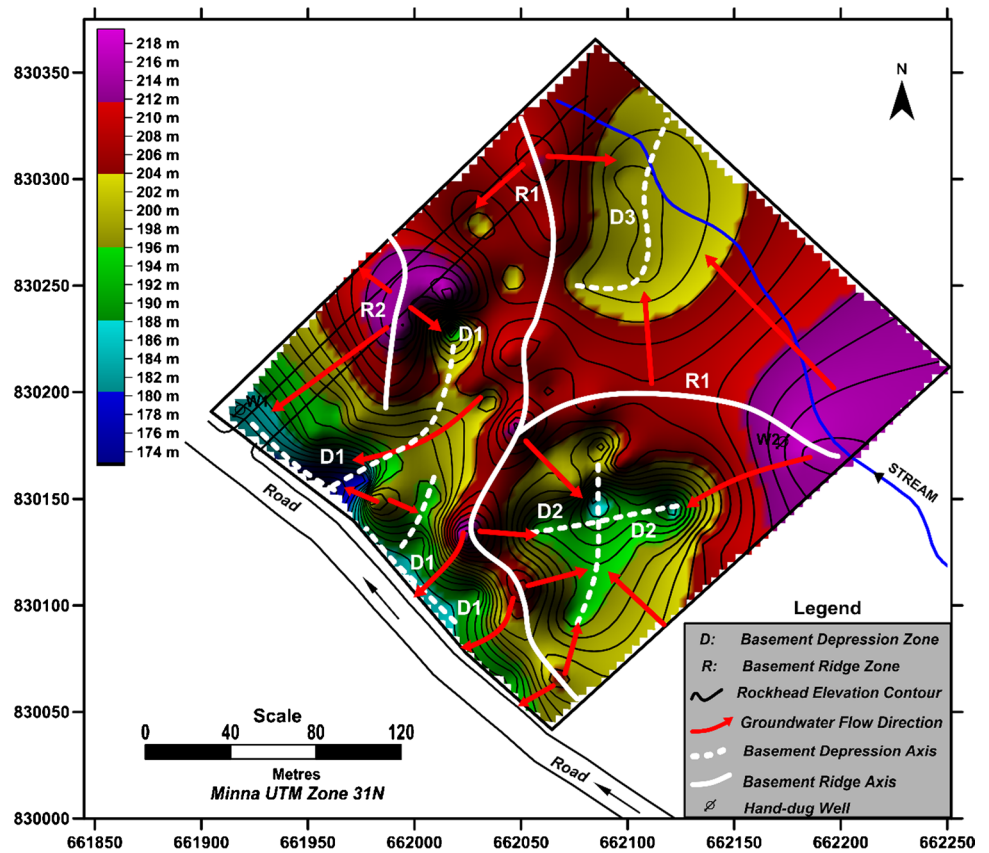 218 m
216 m
214 m
212 m
210 m
208 m
206 m
204 m
202 m
200 m
198 m
196 m
194 m
192 m
190 m
188 m
186 m
184 m
182 m
180 m
178 m
176 m
174 m
830350
830300
830250
830200
830150
830100
830050
830000
661850
661900
661950
662000
662050
662100
662150
662200
662250
N
R1
D3
R2
D1
R1
W1
W2
D1
D2
D2
STREAM
Road
D1
D1
Road
Scale
0
40
80
120
Metres
Minna UTM Zone 31N
Legend
D: Basement Depression Zone
R: Basement Ridge Zone
Rockhead Elevation Contour
Groundwater Flow Direction
Basement Depression Axis
Basement Ridge Axis
Hand-dug Well